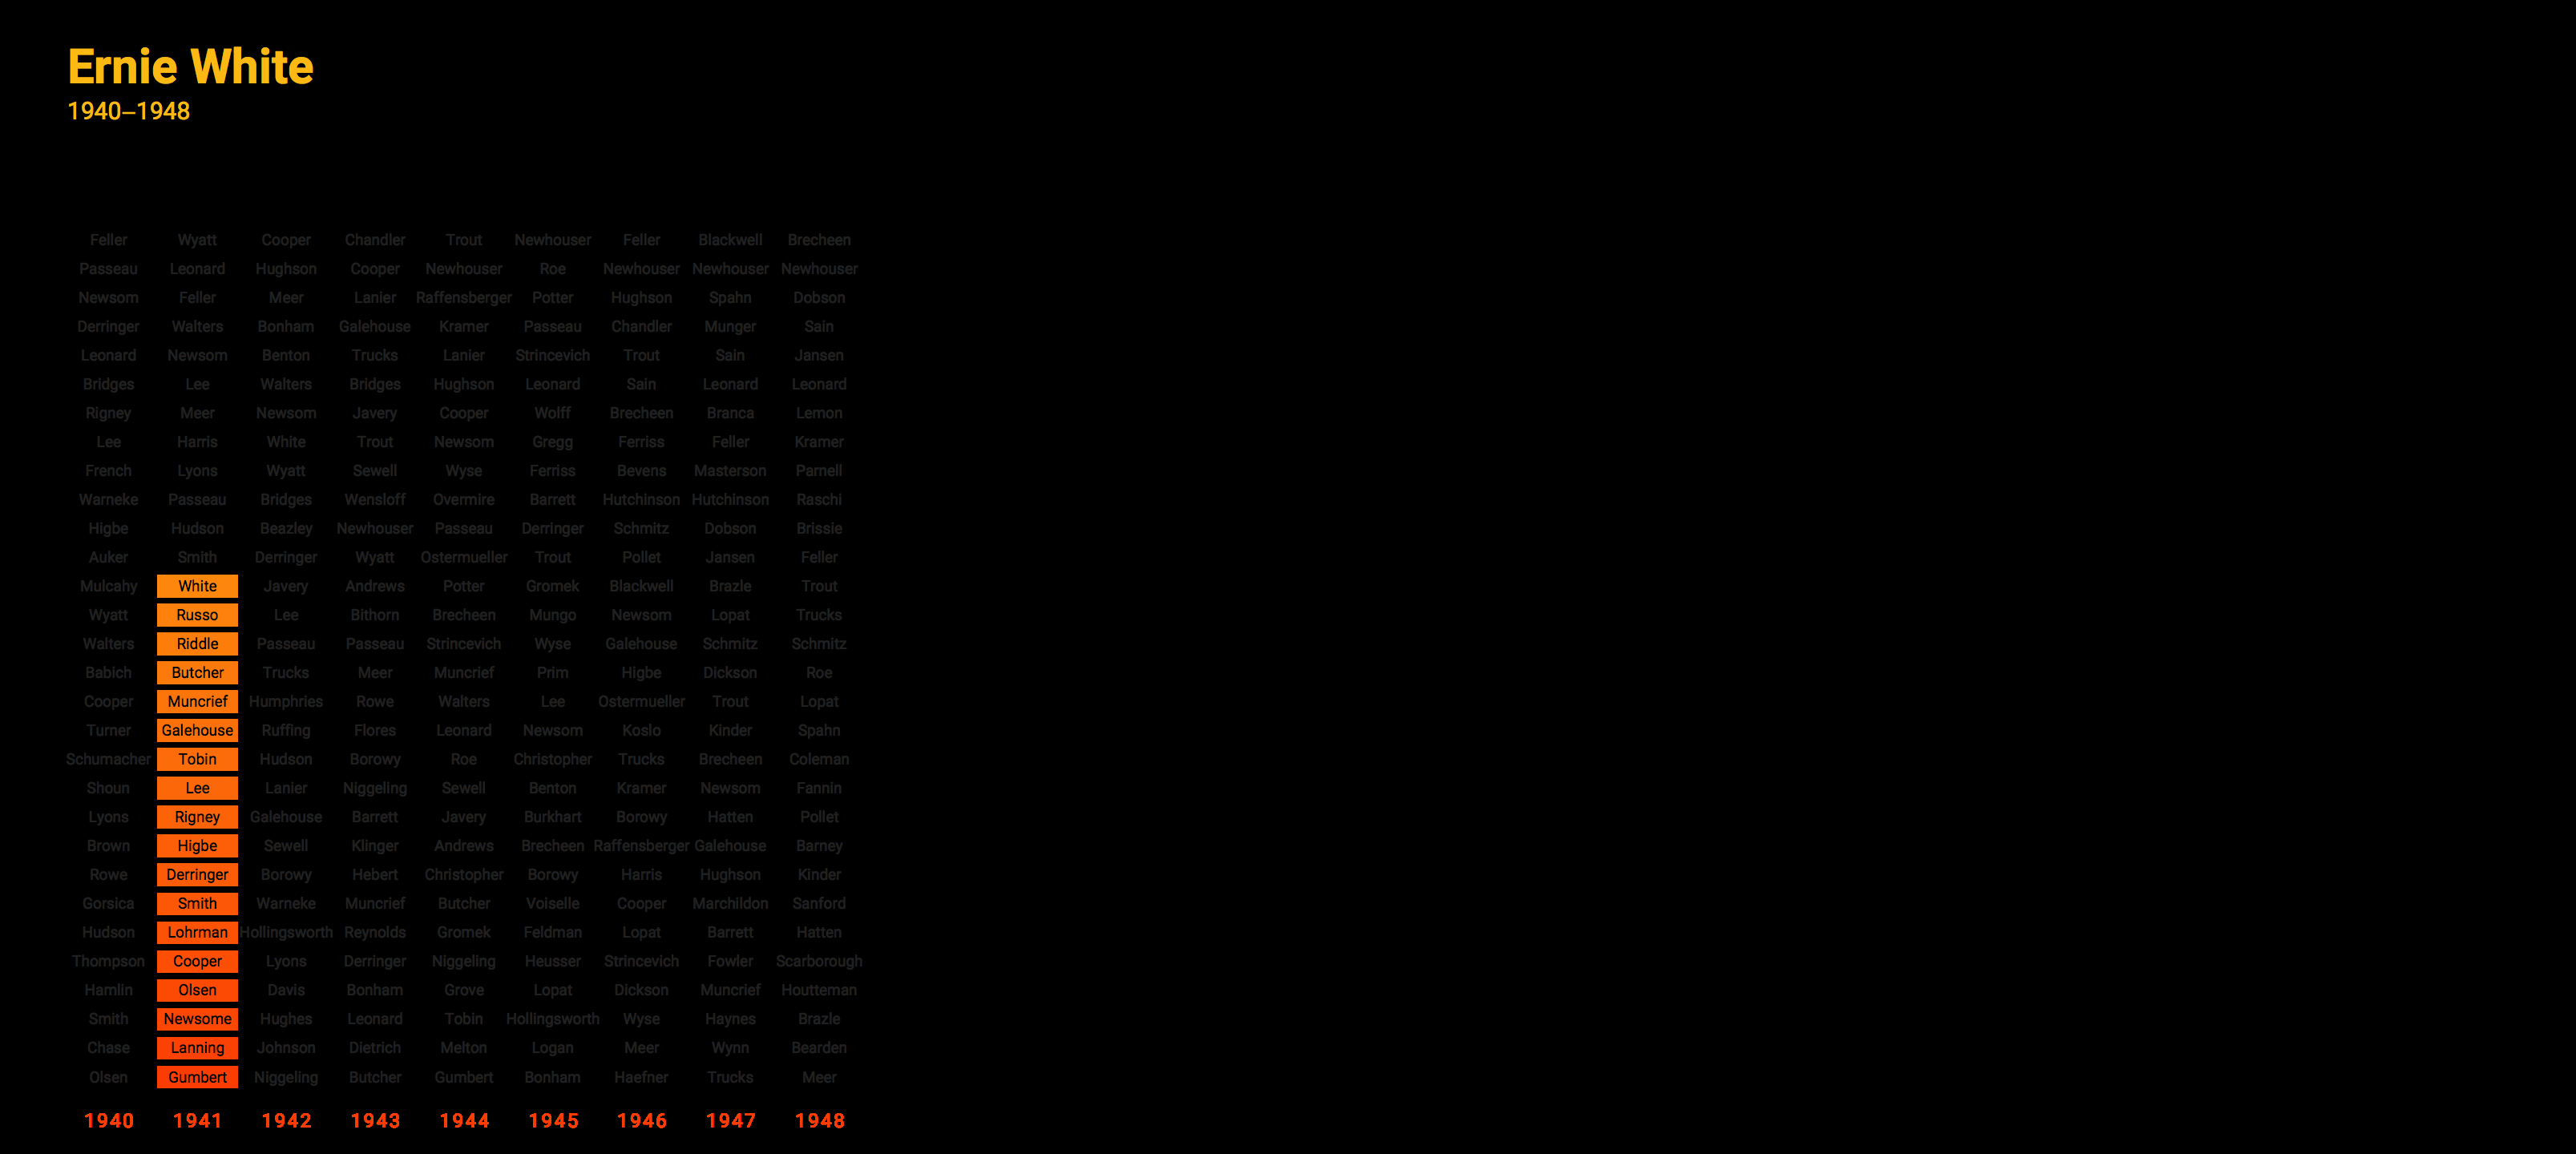 Ernie White
1940–1948
Feller Wyatt Cooper Chandler Trout Newhouser Feller Blackwell Brecheen
Passeau Leonard Hughson Cooper Newhouser Roe Newhouser Newhouser Newhouser
Newsom Feller Meer Lanier Raffensberger Potter Hughson Spahn Dobson
Derringer Walters Bonham Galehouse Kramer Passeau Chandler Munger Sain
Leonard Newsom Benton Trucks Lanier Strincevich Trout Sain Jansen
Bridges Lee Walters Bridges Hughson Leonard Sain Leonard Leonard
Rigney Meer Newsom Javery Cooper Wolff Brecheen Branca Lemon
Lee Harris White Trout Newsom Gregg Ferriss Feller Kramer
French Lyons Wyatt Sewell Wyse Ferriss Bevens Masterson Parnell
Warneke Passeau Bridges Wensloff Overmire Barrett Hutchinson Hutchinson Raschi
Higbe Hudson Beazley Newhouser Passeau Derringer Schmitz Dobson Brissie
Auker Smith Derringer Wyatt Ostermueller Trout Pollet Jansen Feller
Mulcahy White Javery Andrews Potter Gromek Blackwell Brazle Trout
Wyatt Russo Lee Bithorn Brecheen Mungo Newsom Lopat Trucks
Walters Riddle Passeau Passeau Strincevich Wyse Galehouse Schmitz Schmitz
Babich Butcher Trucks Meer Muncrief Prim Higbe Dickson Roe
Cooper Muncrief Humphries Rowe Walters Lee Ostermueller Trout Lopat
Turner Galehouse Ruffing Flores Leonard Newsom Koslo Kinder Spahn
Schumacher Tobin Hudson Borowy Roe Christopher Trucks Brecheen Coleman
Shoun Lee Lanier Niggeling Sewell Benton Kramer Newsom Fannin
Lyons Rigney Galehouse Barrett Javery Burkhart Borowy Hatten Pollet
Brown Higbe Sewell Klinger Andrews Brecheen Raffensberger Galehouse Barney
Rowe Derringer Borowy Hebert Christopher Borowy Harris Hughson Kinder
Gorsica Smith Warneke Muncrief Butcher Voiselle Cooper Marchildon Sanford
Hudson Lohrman Hollingsworth Reynolds Gromek Feldman Lopat Barrett Hatten
Thompson Cooper Lyons Derringer Niggeling Heusser Strincevich Fowler Scarborough
Hamlin Olsen Davis Bonham Grove Lopat Dickson Muncrief Houtteman
Smith Newsome Hughes Leonard Tobin Hollingsworth Wyse Haynes Brazle
Chase Lanning Johnson Dietrich Melton Logan Meer Wynn Bearden
Olsen Gumbert Niggeling Butcher Gumbert Bonham Haefner Trucks Meer
1940 1941 1942 1943 1944 1945 1946 1947 1948